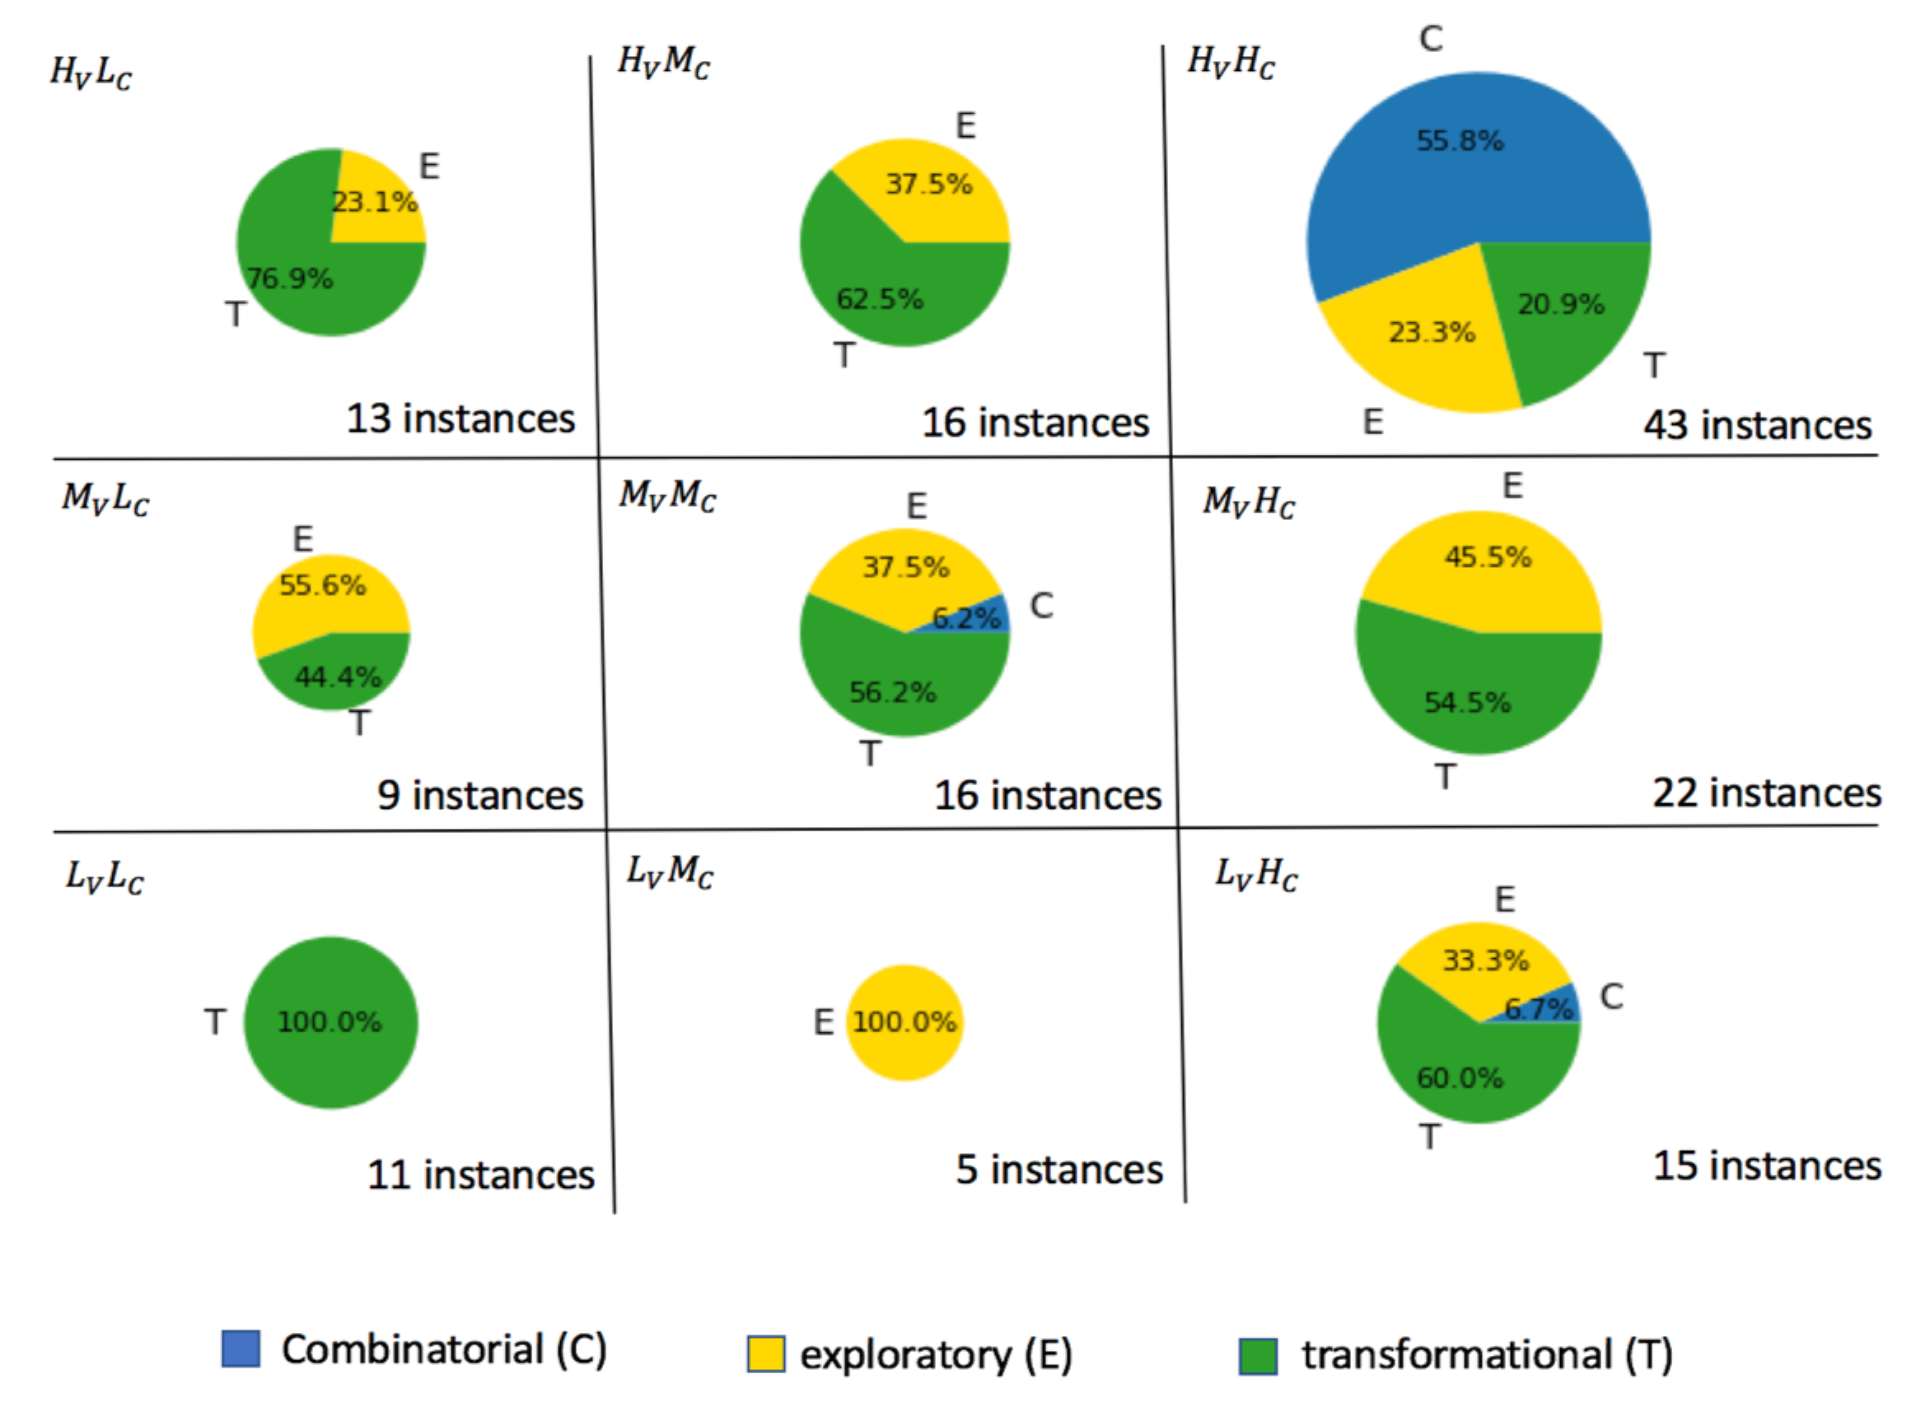 H_V L_C
E
23.1%
76.9%
T
13 instances
H_V M_C
E
37.5%
62.5%
T
16 instances
H_V H_C
C
55.8%
23.3%
20.9%
T
E
43 instances
M_V L_C
E
55.6%
44.4%
T
9 instances
M_V M_C
E
37.5%
C
6.2%
56.2%
T
16 instances
M_V H_C
E
45.5%
54.5%
T
22 instances
L_V L_C
T
100.0%
11 instances
L_V M_C
E
100.0%
5 instances
L_V H_C
E
33.3%
C
6.7%
60.0%
T
15 instances
Combinatorial (C)
exploratory (E)
transformational (T)